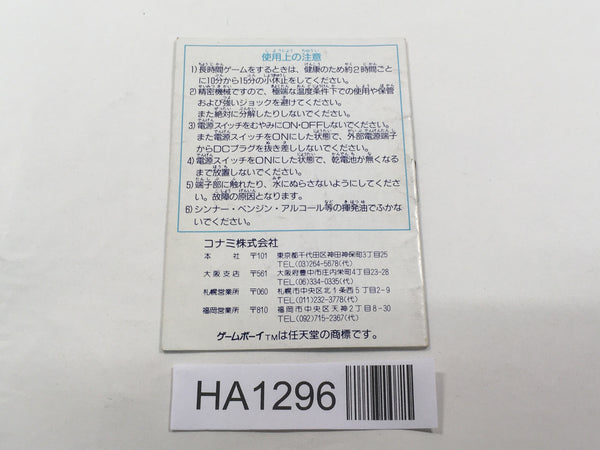 使用上の注意
1)長時間ゲームをするときは、健康のため約2時間ごと
に10分から15分の小休止をしてください。
2)精密機械ですので、極端な温度条件下での使用や保管
および強いショックを避けてください。
また絶対に分解したりしないでください。
3)電源スイッチをむやみにON・OFFしないでください。
また電源スイッチをONにした状態で、外部電源端子
からDCプラグを抜き差ししないでください。
4)電源スイッチをONにした状態で、乾電池が無くなる
まで放置しないでください。
5)端子部に触れたり、水にぬらさないようにしてくださ
い。故障の原因となります。
6)シンナー・ベンジン・アルコール等の揮発油でふかな
いでください。
コナミ株式会社
本 社 〒101 東京都千代田区神田神保町3丁目25
TEL(03)264-5678(代)
大阪支店 〒561 大阪府豊中市庄内栄町4丁目23-28
TEL(06)334-0335(代)
札幌営業所 〒060 札幌市中央区北1条西5丁目2-9
TEL(011)232-3778(代)
福岡営業所 〒810 福岡市中央区天神2丁目8-30
TEL(092)715-2367(代)
ゲームボーイTMは任天堂の商標です。
HA1296